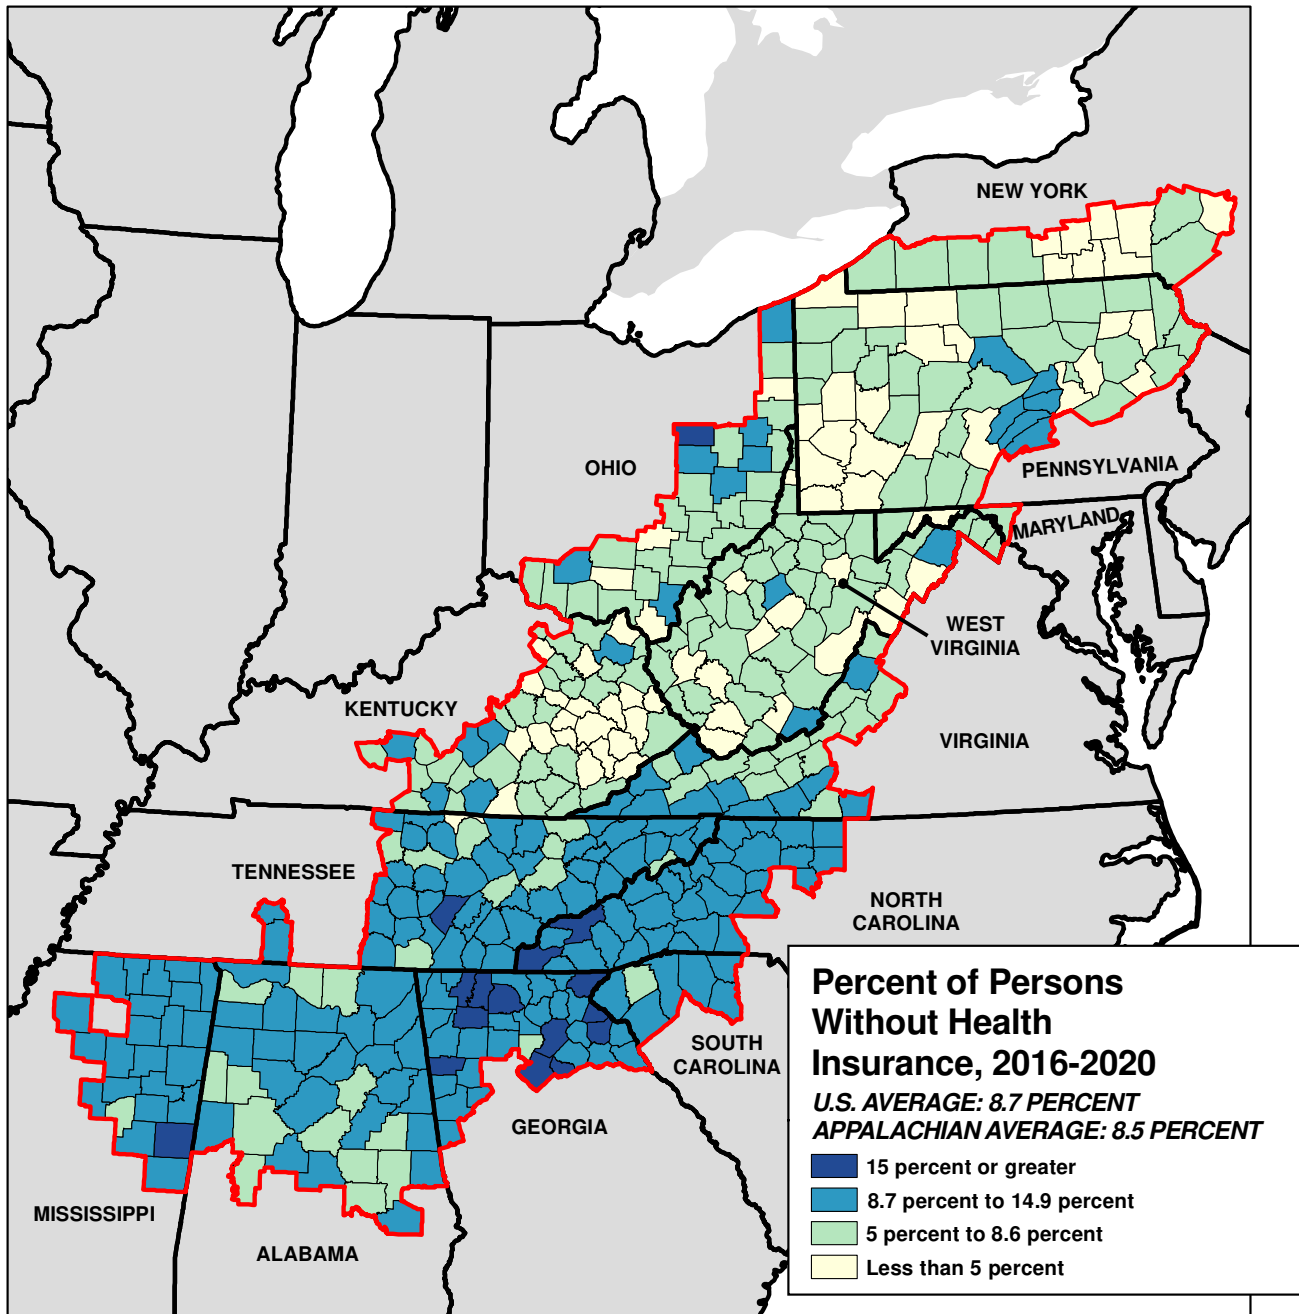 NEW YORK
OHIO
PENNSYLVANIA
MARYLAND
WEST
VIRGINIA
KENTUCKY
VIRGINIA
TENNESSEE
NORTH
CAROLINA
SOUTH
CAROLINA
GEORGIA
MISSISSIPPI
ALABAMA
Percent of Persons
Without Health
Insurance, 2016-2020
U.S. AVERAGE: 8.7 PERCENT
APPALACHIAN AVERAGE: 8.5 PERCENT
15 percent or greater
8.7 percent to 14.9 percent
5 percent to 8.6 percent
Less than 5 percent